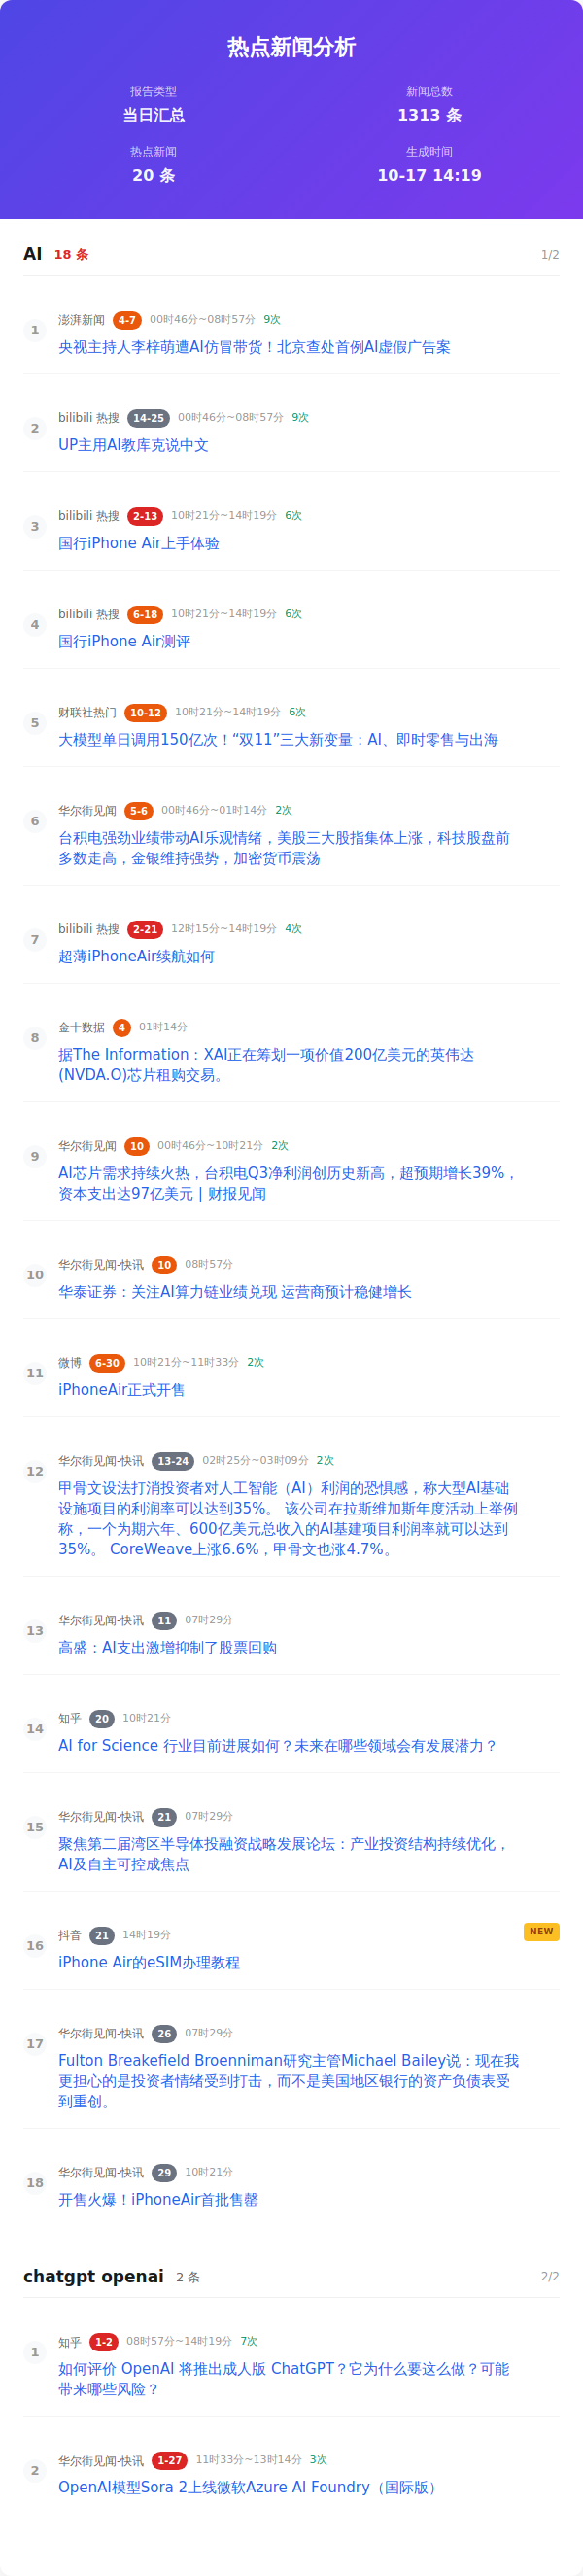 热点新闻分析
报告类型
新闻总数
当日汇总
1313 条
热点新闻
生成时间
20 条
10-17 14:19
AI 18 条 1/2
1
澎湃新闻 4-7 00时46分~08时57分 9次
央视主持人李梓萌遭AI仿冒带货！北京查处首例AI虚假广告案
2
bilibili 热搜 14-25 00时46分~08时57分 9次
UP主用AI教库克说中文
3
bilibili 热搜 2-13 10时21分~14时19分 6次
国行iPhone Air上手体验
4
bilibili 热搜 6-18 10时21分~14时19分 6次
国行iPhone Air测评
5
财联社热门 10-12 10时21分~14时19分 6次
大模型单日调用150亿次！“双11”三大新变量：AI、即时零售与出海
6
华尔街见闻 5-6 00时46分~01时14分 2次
台积电强劲业绩带动AI乐观情绪，美股三大股指集体上涨，科技股盘前
多数走高，金银维持强势，加密货币震荡
7
bilibili 热搜 2-21 12时15分~14时19分 4次
超薄iPhoneAir续航如何
8
金十数据 4 01时14分
据The Information：XAI正在筹划一项价值200亿美元的英伟达
(NVDA.O)芯片租购交易。
9
华尔街见闻 10 00时46分~10时21分 2次
AI芯片需求持续火热，台积电Q3净利润创历史新高，超预期增长39%，
资本支出达97亿美元 | 财报见闻
10
华尔街见闻-快讯 10 08时57分
华泰证券：关注AI算力链业绩兑现 运营商预计稳健增长
11
微博 6-30 10时21分~11时33分 2次
iPhoneAir正式开售
12
华尔街见闻-快讯 13-24 02时25分~03时09分 2次
甲骨文设法打消投资者对人工智能（AI）利润的恐惧感，称大型AI基础
设施项目的利润率可以达到35%。 该公司在拉斯维加斯年度活动上举例
称，一个为期六年、600亿美元总收入的AI基建项目利润率就可以达到
35%。 CoreWeave上涨6.6%，甲骨文也涨4.7%。
13
华尔街见闻-快讯 11 07时29分
高盛：AI支出激增抑制了股票回购
14
知乎 20 10时21分
AI for Science 行业目前进展如何？未来在哪些领域会有发展潜力？
15
华尔街见闻-快讯 21 07时29分
聚焦第二届湾区半导体投融资战略发展论坛：产业投资结构持续优化，
AI及自主可控成焦点
16
抖音 21 14时19分 NEW
iPhone Air的eSIM办理教程
17
华尔街见闻-快讯 26 07时29分
Fulton Breakefield Broenniman研究主管Michael Bailey说：现在我
更担心的是投资者情绪受到打击，而不是美国地区银行的资产负债表受
到重创。
18
华尔街见闻-快讯 29 10时21分
开售火爆！iPhoneAir首批售罄
chatgpt openai 2 条 2/2
1
知乎 1-2 08时57分~14时19分 7次
如何评价 OpenAI 将推出成人版 ChatGPT？它为什么要这么做？可能
带来哪些风险？
2
华尔街见闻-快讯 1-27 11时33分~13时14分 3次
OpenAI模型Sora 2上线微软Azure AI Foundry（国际版）